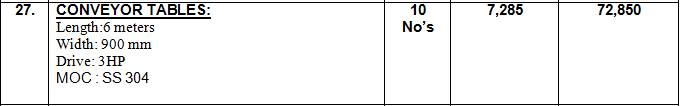 27. CONVEYOR TABLES: 10 7,285 72,850
Length:6 meters No's
Width: 900 mm
Drive: 3HP
MOC : SS 304